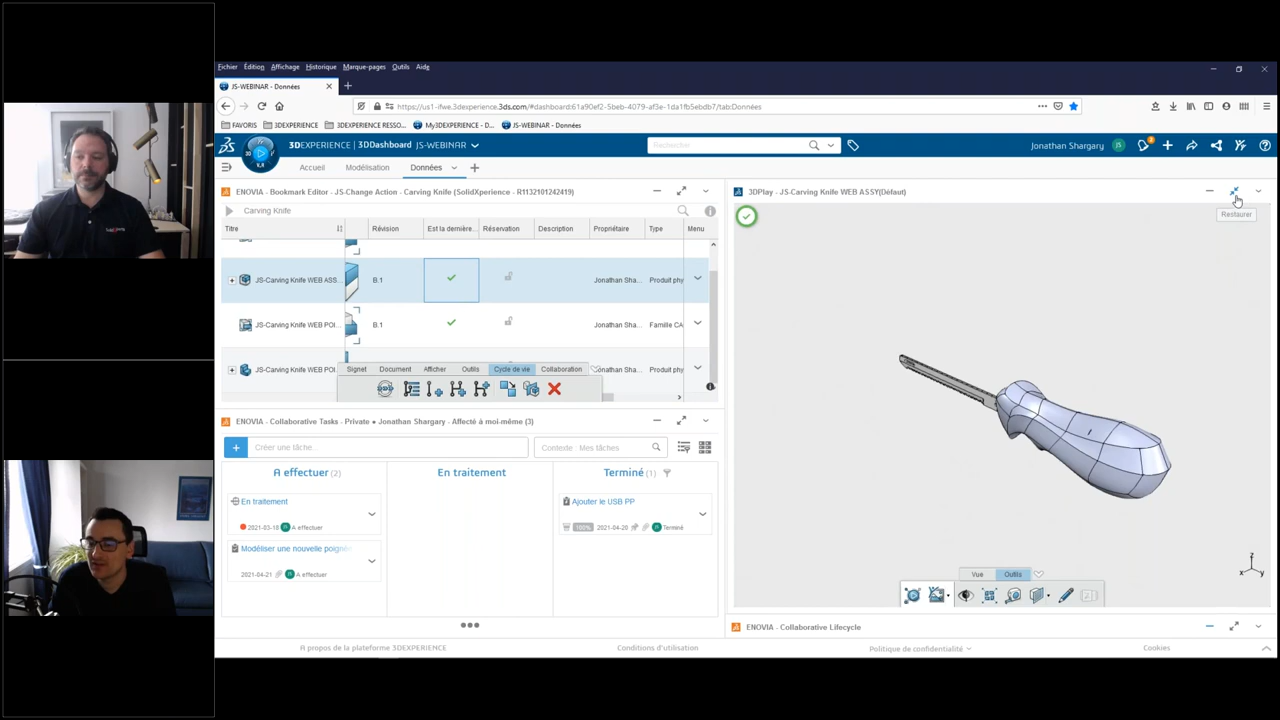 Fichier Édition Affichage Historique Marque-pages Outils Aide
JS-WEBINAR - Données
https://us1-ifwe.3dexperience.3ds.com/#dashboard:61a90ef2-5beb-4079-af3e-1da1fb5ebdb7/tab:Données
FAVORIS 3DEXPERIENCE 3DEXPERIENCE RESSO... My3DEXPERIENCE - D... JS-WEBINAR - Données
3DEXPERIENCE | 3DDashboard JS-WEBINAR Rechercher Jonathan Shargary
Accueil Modélisation Données
ENOVIA - Bookmark Editor - JS-Change Action - Carving Knife (SolidXperience - R1132101242419)
Carving Knife
Titre Révision Est la dernière... Réservation Description Propriétaire Type Menu
JS-Carving Knife WEB ASS... B.1 Jonathan Sha... Produit phy
JS-Carving Knife WEB POI... B.1 Jonathan Sha... Famille CA
JS-Carving Knife WEB POI... Jonathan Sha... Produit phy
Signet Document Afficher Outils Cycle de vie Collaboration
ENOVIA - Collaborative Tasks - Private • Jonathan Shargary - Affecté à moi-même (3)
Créer une tâche... Contexte Mes tâches
A effectuer (2) En traitement Terminé (1)
En traitement
2021-03-18 JS A effectuer
Modéliser une nouvelle poigné
2021-04-21 JS A effectuer
Ajouter le USB PP
100% 2021-04-20 JS Terminé
3DPlay - JS-Carving Knife WEB ASSY(Défaut)
Restaurer
z
x y
Vue Outils
ENOVIA - Collaborative Lifecycle
A propos de la plateforme 3DEXPERIENCE Conditions d'utilisation Politique de confidentialité Cookies